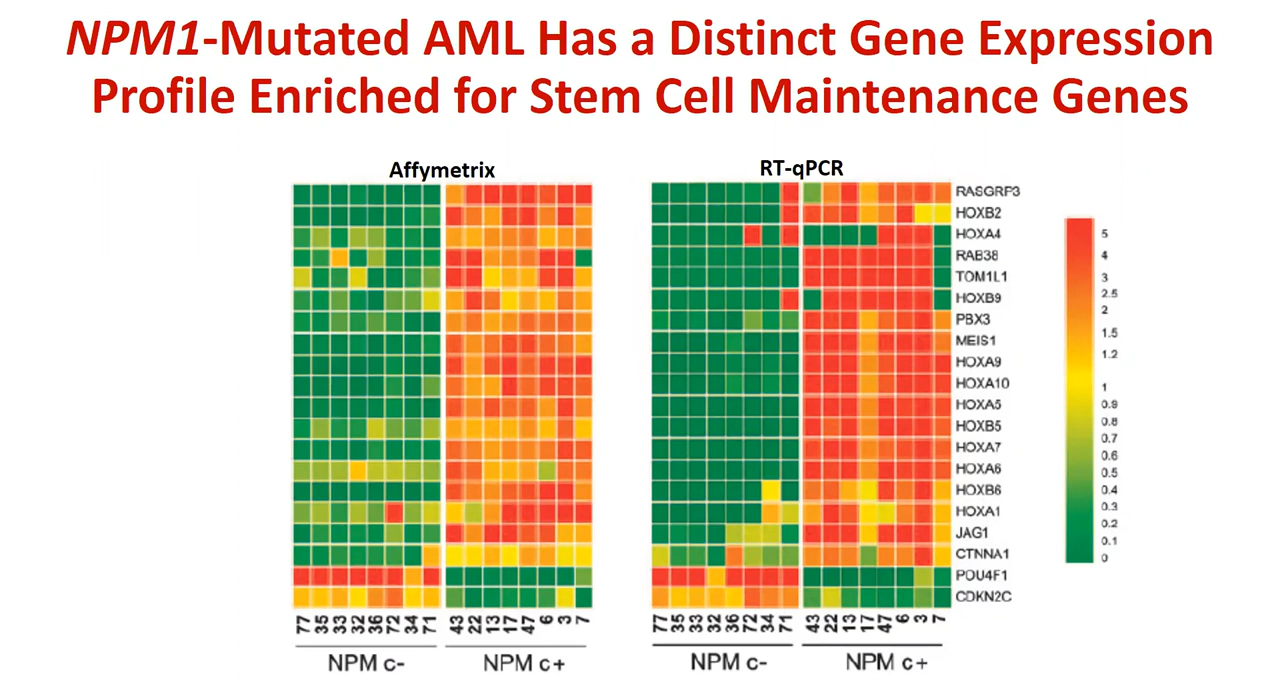 NPM1-Mutated AML Has a Distinct Gene Expression
Profile Enriched for Stem Cell Maintenance Genes
Affymetrix
RT-qPCR
RASGRF3
HOXB2
HOXA4
RAB38
TOM1L1
HOXB9
PBX3
MEIS1
HOXA9
HOXA10
HOXA5
HOXB5
HOXA7
HOXA6
HOXB6
HOXA1
JAG1
CTNNA1
POU4F1
CDKN2C
5
4
3
2.5
2
1.5
1.2
1
0.9
0.8
0.7
0.6
0.5
0.4
0.3
0.2
0.1
0
77 35 33 32 36 72 34 71
43 22 13 17 47 6 3 7
77 35 33 32 36 72 34 71
43 22 13 17 47 6 3 7
NPM c-
NPM c+
NPM c-
NPM c+